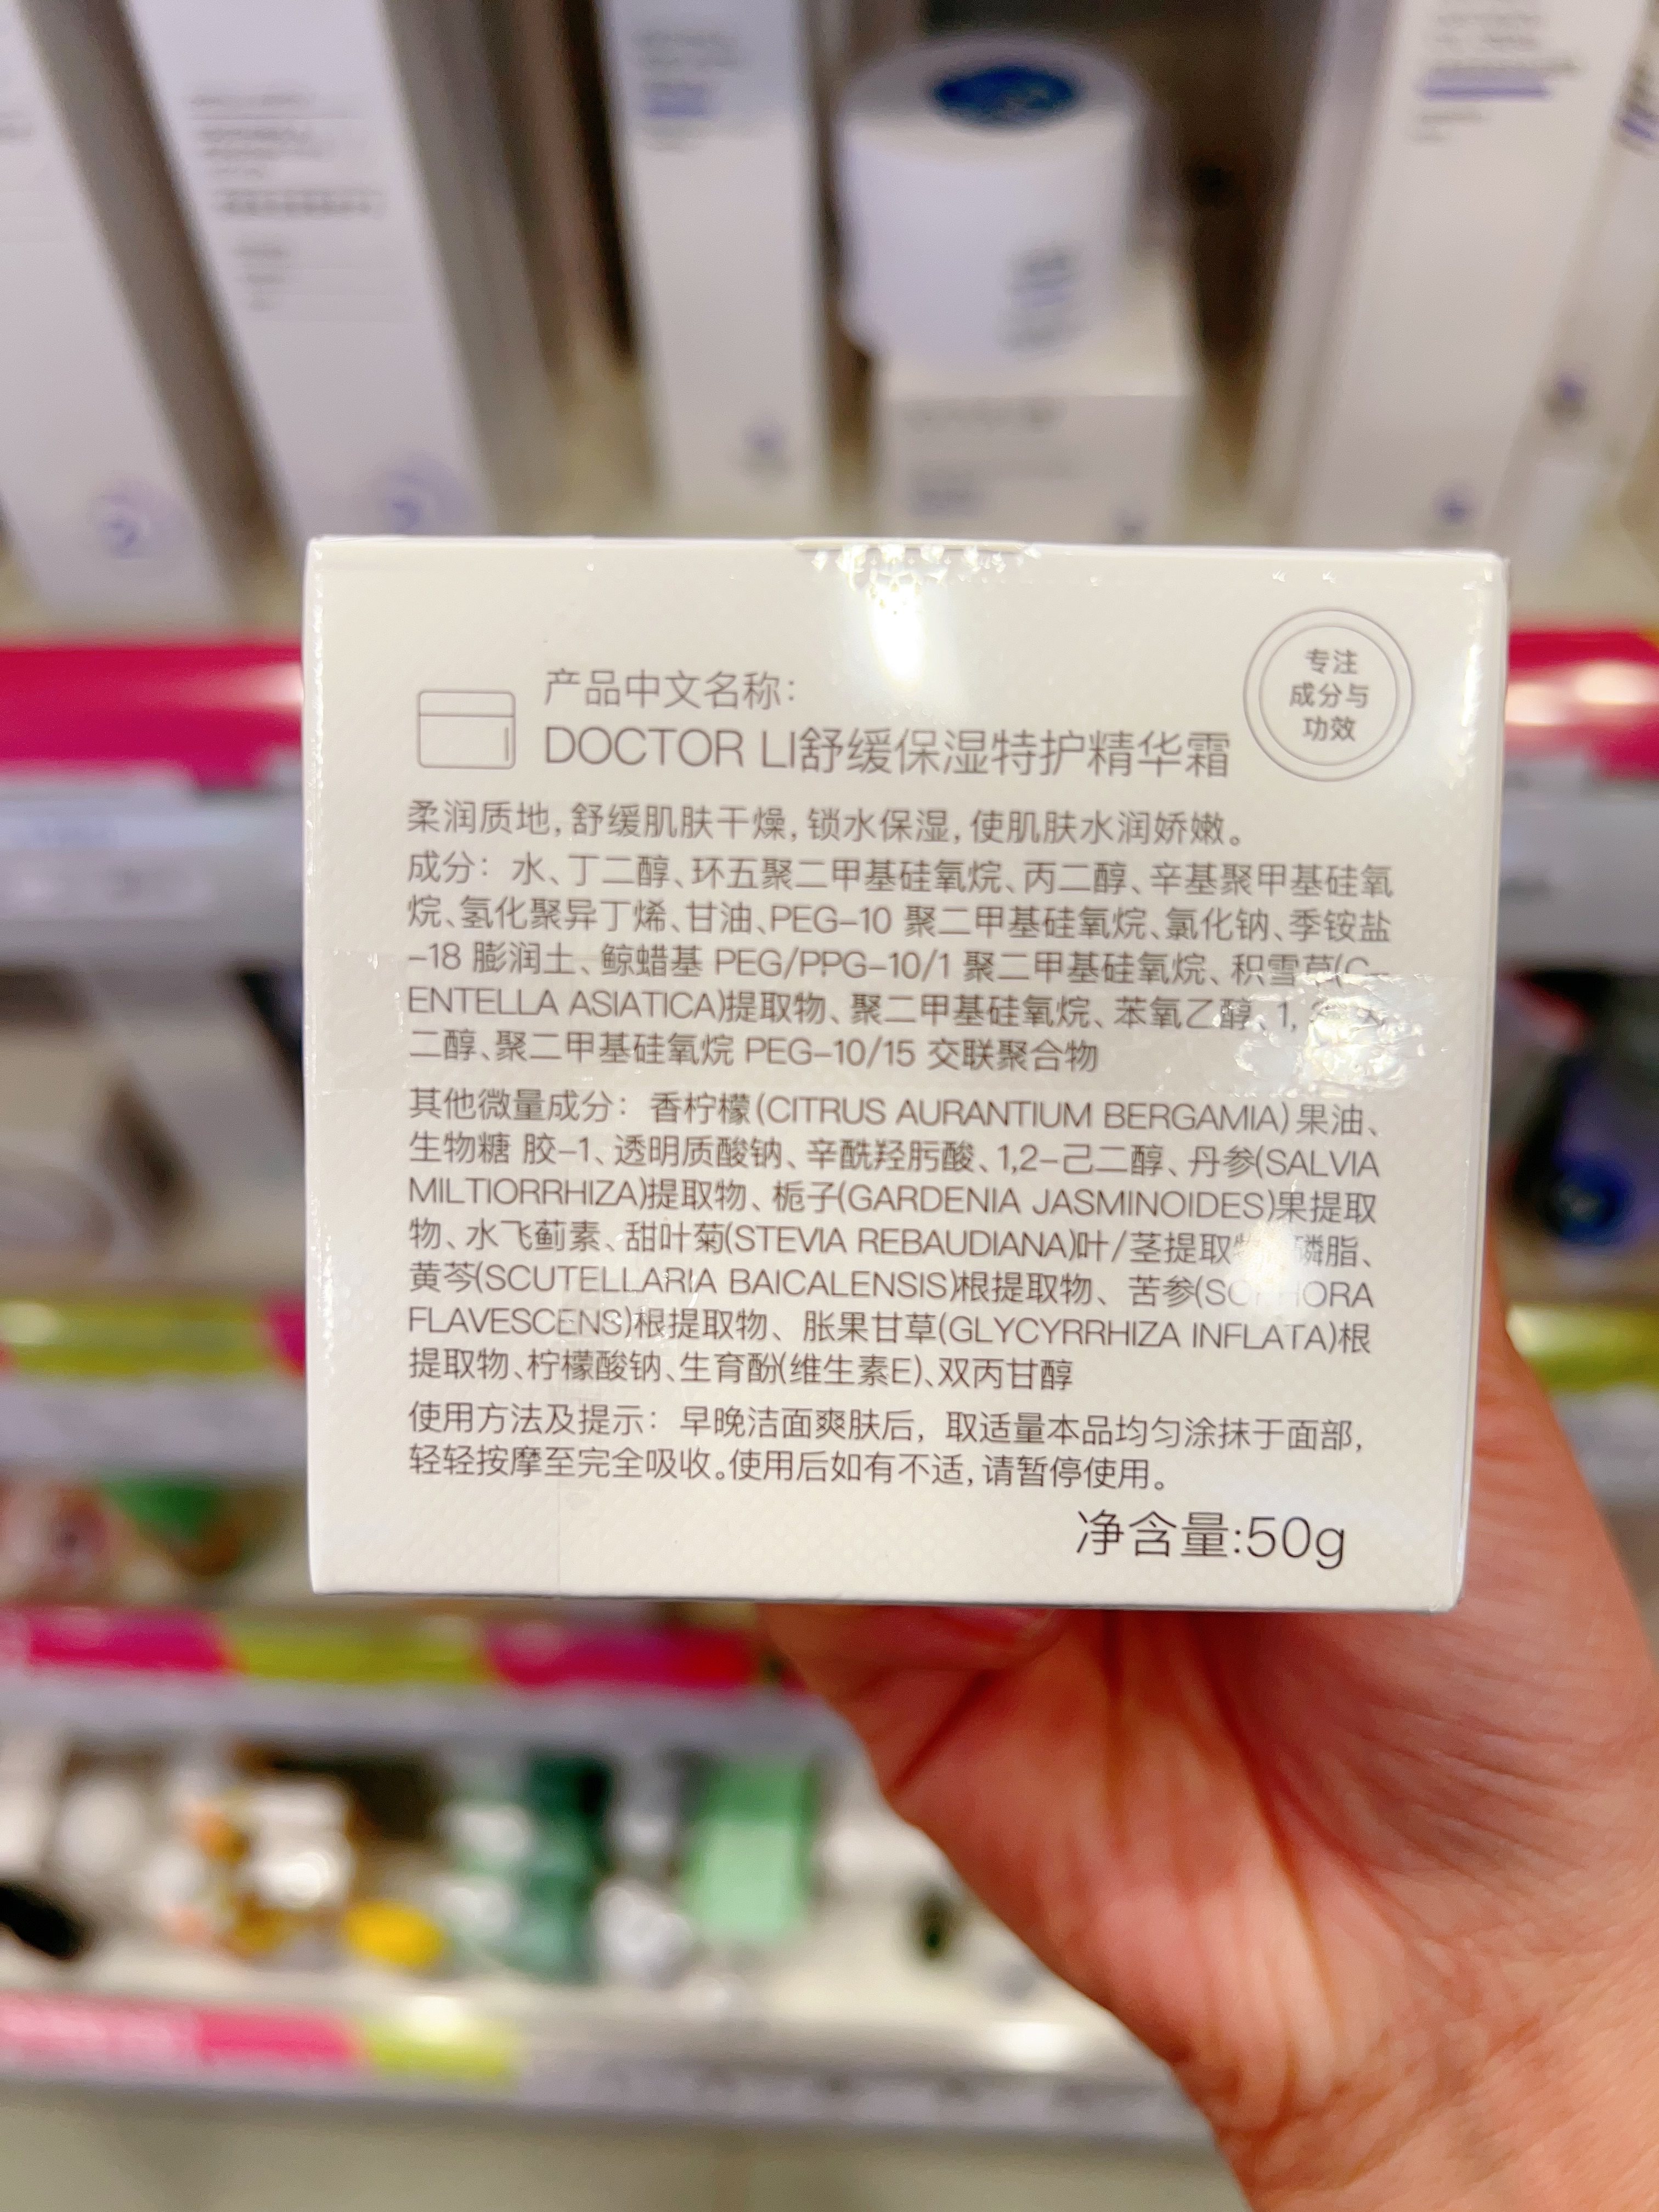 专注
成分与
功效
产品中文名称：
DOCTOR LI舒缓保湿特护精华霜
柔润质地，舒缓肌肤干燥，锁水保湿，使肌肤水润娇嫩。
成分：水、丁二醇、环五聚二甲基硅氧烷、丙二醇、辛基聚甲基硅氧
烷、氢化聚异丁烯、甘油、PEG-10 聚二甲基硅氧烷、氯化钠、季铵盐
-18 膨润土、鲸蜡基 PEG/PPG-10/1 聚二甲基硅氧烷、积雪草(C-
ENTELLA ASIATICA)提取物、聚二甲基硅氧烷、苯氧乙醇、1,
二醇、聚二甲基硅氧烷 PEG-10/15 交联聚合物
其他微量成分：香柠檬(CITRUS AURANTIUM BERGAMIA)果油、
生物糖 胶-1、透明质酸钠、辛酰羟肟酸、1,2-己二醇、丹参(SALVIA
MILTIORRHIZA)提取物、栀子(GARDENIA JASMINOIDES)果提取
物、水飞蓟素、甜叶菊(STEVIA REBAUDIANA)叶/茎提取 磷脂、
黄芩(SCUTELLARIA BAICALENSIS)根提取物、苦参(SOPHORA
FLAVESCENS)根提取物、胀果甘草(GLYCYRRHIZA INFLATA)根
提取物、柠檬酸钠、生育酚(维生素E)、双丙甘醇
使用方法及提示：早晚洁面爽肤后，取适量本品均匀涂抹于面部，
轻轻按摩至完全吸收。使用后如有不适，请暂停使用。
净含量:50g